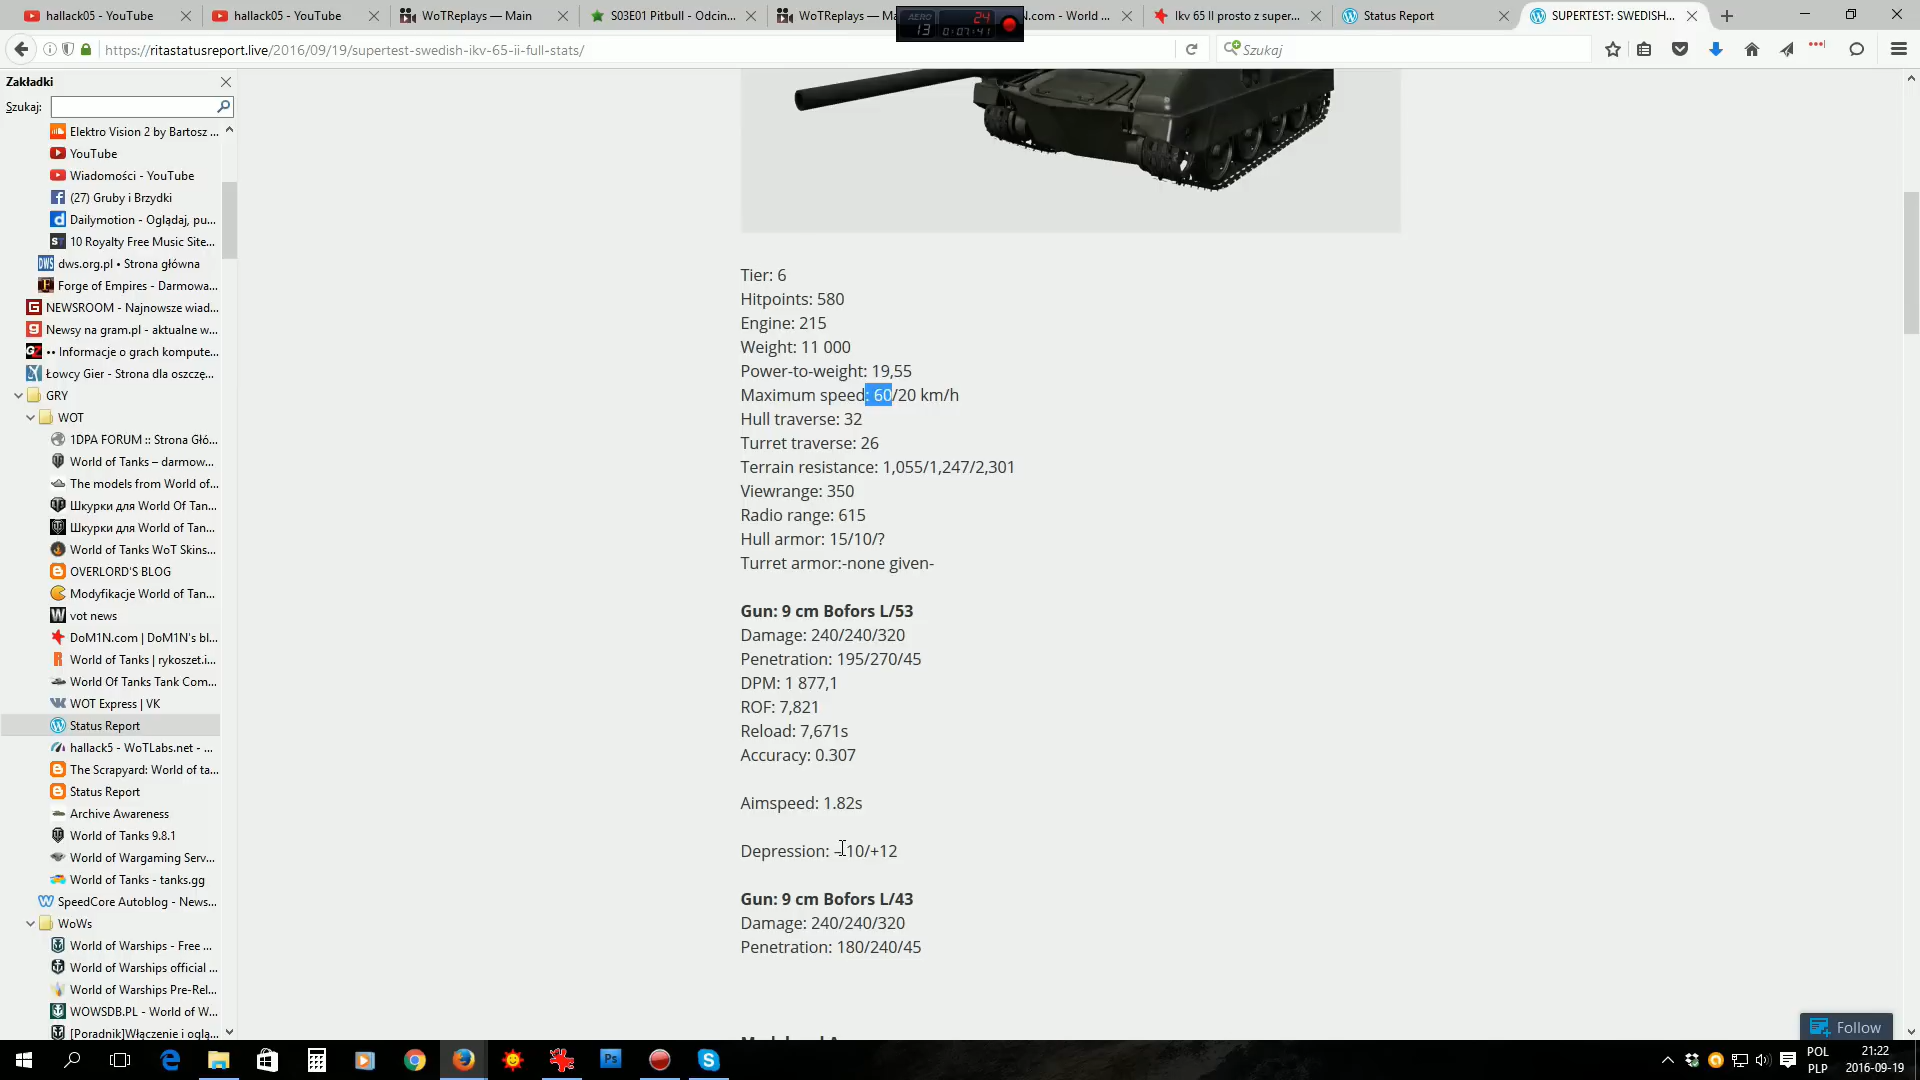 hallack05 - YouTube
hallack05 - YouTube
WoTReplays — Main
S03E01 Pitbull - Odcin...
WoTReplays — Ma
.com - World ...
Ikv 65 II prosto z super...
Status Report
SUPERTEST: SWEDISH...
AERO
13
24
0:07:41
https://ritastatusreport.live/2016/09/19/supertest-swedish-ikv-65-ii-full-stats/
Szukaj
Zakładki
Szukaj:
Elektro Vision 2 by Bartosz ...
YouTube
Wiadomości - YouTube
(27) Gruby i Brzydki
Dailymotion - Oglądaj, pu...
10 Royalty Free Music Site...
dws.org.pl • Strona główna
Forge of Empires - Darmowa...
NEWSROOM - Najnowsze wiad...
Newsy na gram.pl - aktualne w...
•• Informacje o grach kompute...
Łowcy Gier - Strona dla oszczę...
GRY
WOT
1DPA FORUM :: Strona Głó...
World of Tanks – darmow...
The models from World of...
Шкурки для World Of Tan...
Шкурки для World of Tan...
World of Tanks WoT Skins...
OVERLORD'S BLOG
Modyfikacje World of Tan...
vot news
DoM1N.com | DoM1N's bl...
World of Tanks | rykoszet.i...
World Of Tanks Tank Com...
WOT Express | VK
Status Report
hallack5 - WoTLabs.net - ...
The Scrapyard: World of ta...
Status Report
Archive Awareness
World of Tanks 9.8.1
World of Wargaming Serv...
World of Tanks - tanks.gg
SpeedCore Autoblog - News...
WoWs
World of Warships - Free ...
World of Warships official ...
World of Warships Pre-Rel...
WOWSDB.PL - World of W...
[Poradnik]Włączenie i oglą...
Tier: 6
Hitpoints: 580
Engine: 215
Weight: 11 000
Power-to-weight: 19,55
Maximum speed: 60/20 km/h
Hull traverse: 32
Turret traverse: 26
Terrain resistance: 1,055/1,247/2,301
Viewrange: 350
Radio range: 615
Hull armor: 15/10/?
Turret armor:-none given-
Gun: 9 cm Bofors L/53
Damage: 240/240/320
Penetration: 195/270/45
DPM: 1 877,1
ROF: 7,821
Reload: 7,671s
Accuracy: 0.307
Aimspeed: 1.82s
Depression: –10/+12
Gun: 9 cm Bofors L/43
Damage: 240/240/320
Penetration: 180/240/45
Follow
POL
PLP
21:22
2016-09-19